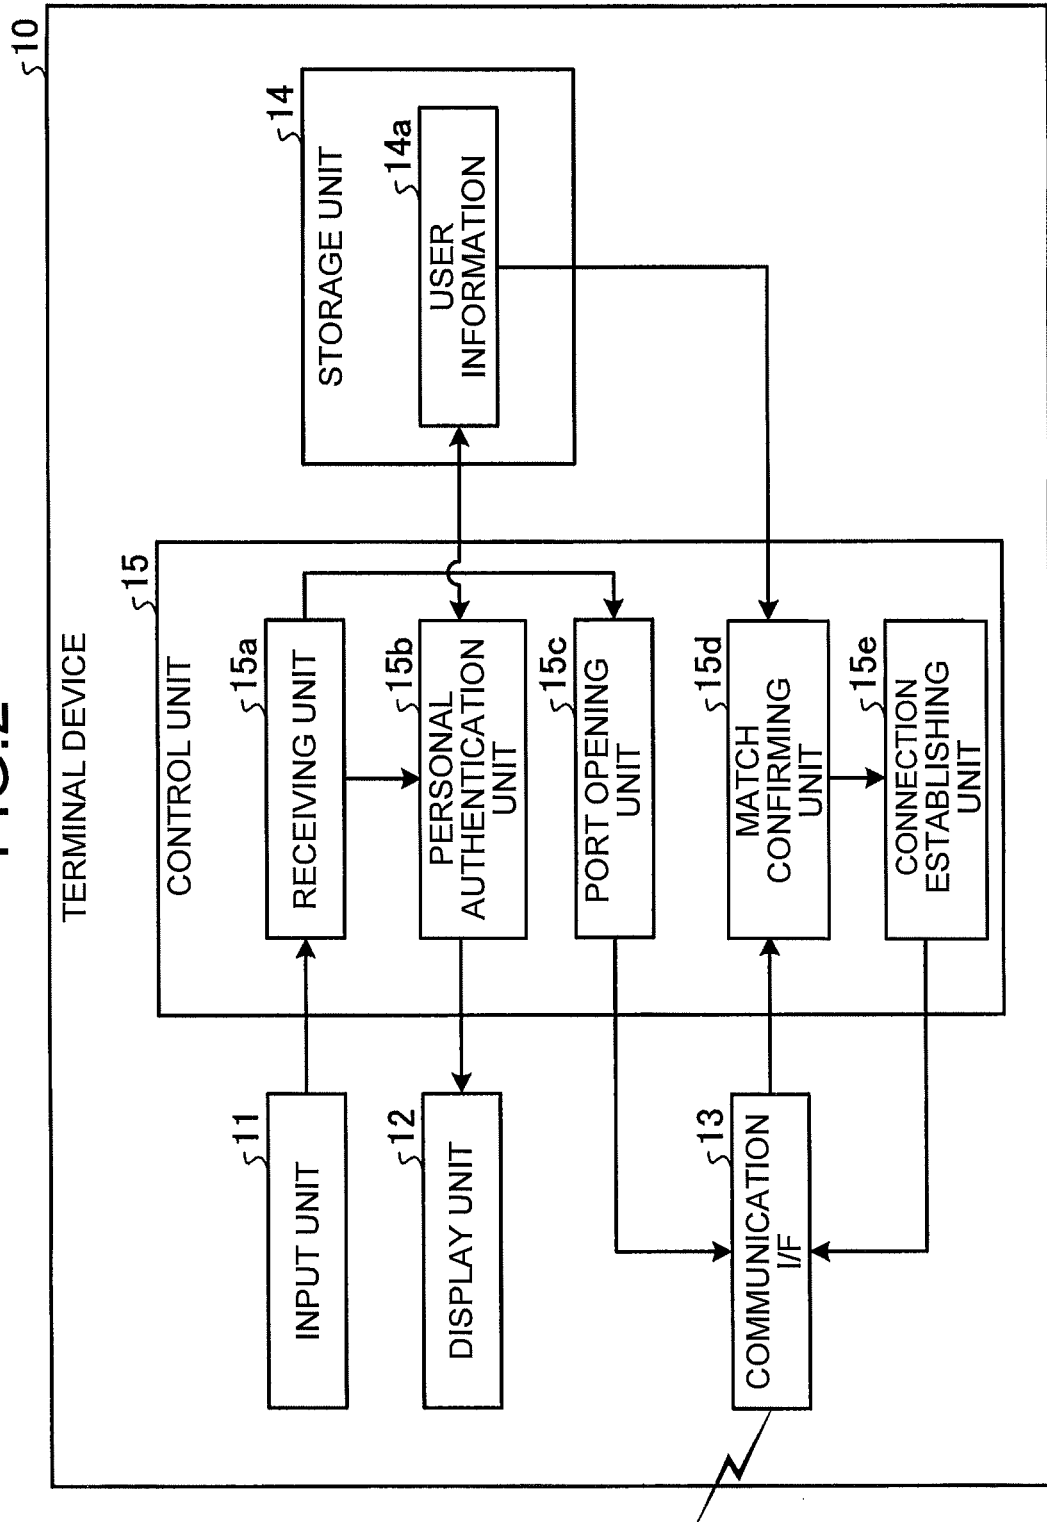 FIG.2
10
TERMINAL DEVICE
15
CONTROL UNIT
11
INPUT UNIT
15a
RECEIVING UNIT
14
STORAGE UNIT
12
DISPLAY UNIT
15b
PERSONAL
AUTHENTICATION
UNIT
14a
USER
INFORMATION
15c
PORT OPENING
UNIT
13
COMMUNICATION
I/F
15d
MATCH
CONFIRMING
UNIT
15e
CONNECTION
ESTABLISHING
UNIT